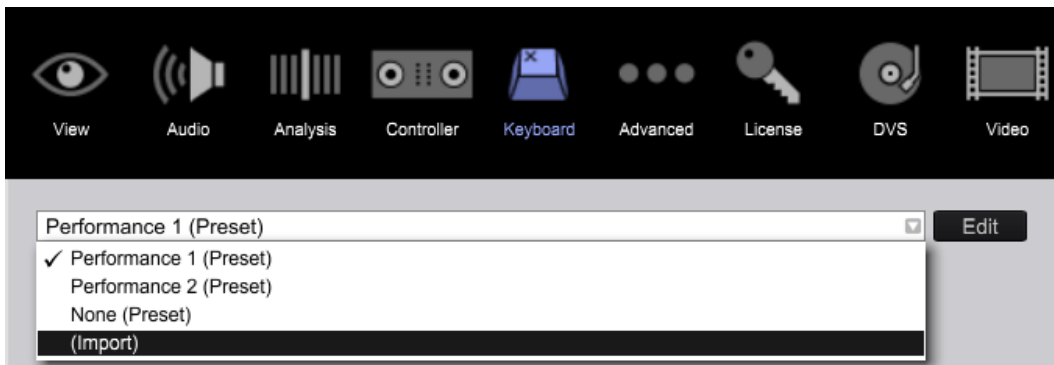 View Audio Analysis Controller Keyboard Advanced License DVS Video
Performance 1 (Preset) Edit
Performance 1 (Preset)
Performance 2 (Preset)
None (Preset)
(Import)